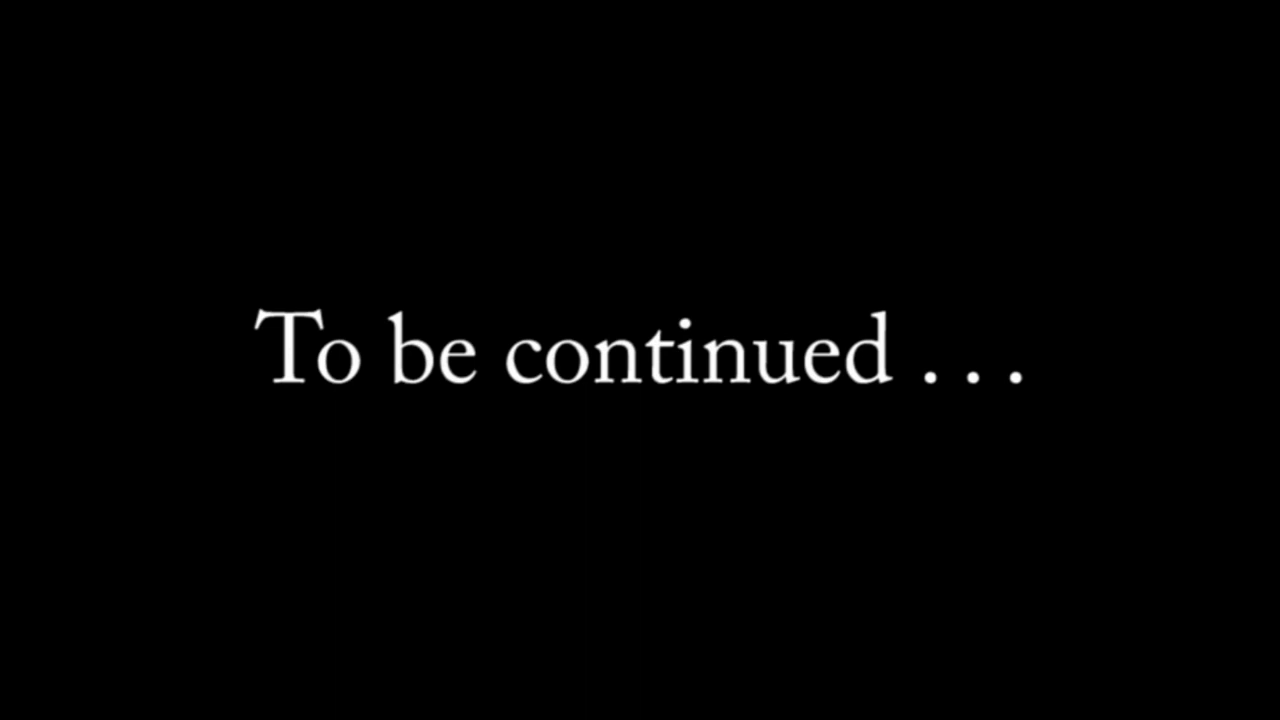 To be continued . . .